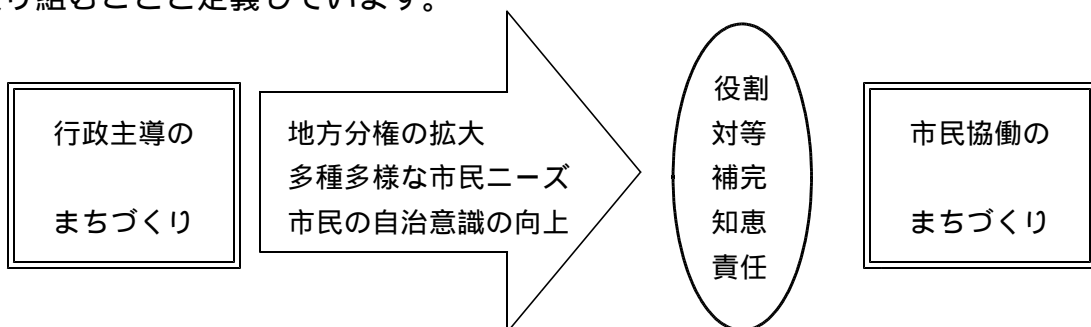 り組むことと定義しています。
行政主導の
まちづくり
地方分権の拡大
多種多様な市民ニーズ
市民の自治意識の向上
役割
対等
補完
知恵
責任
市民協働の
まちづくり